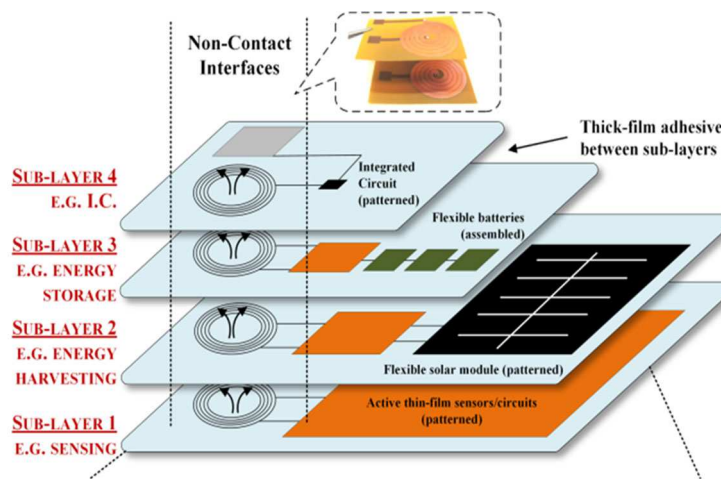 Non-Contact
Interfaces
Thick-film adhesive
between sub-layers
SUB-LAYER 4
E.G. I.C.
Integrated
Circuit
(patterned)
SUB-LAYER 3
E.G. ENERGY
STORAGE
Flexible batteries
(assembled)
SUB-LAYER 2
E.G. ENERGY
HARVESTING
Flexible solar module (patterned)
SUB-LAYER 1
E.G. SENSING
Active thin-film sensors/circuits
(patterned)